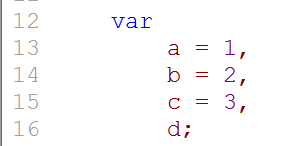 12 var
13 a = 1,
14 b = 2,
15 c = 3,
16 d;